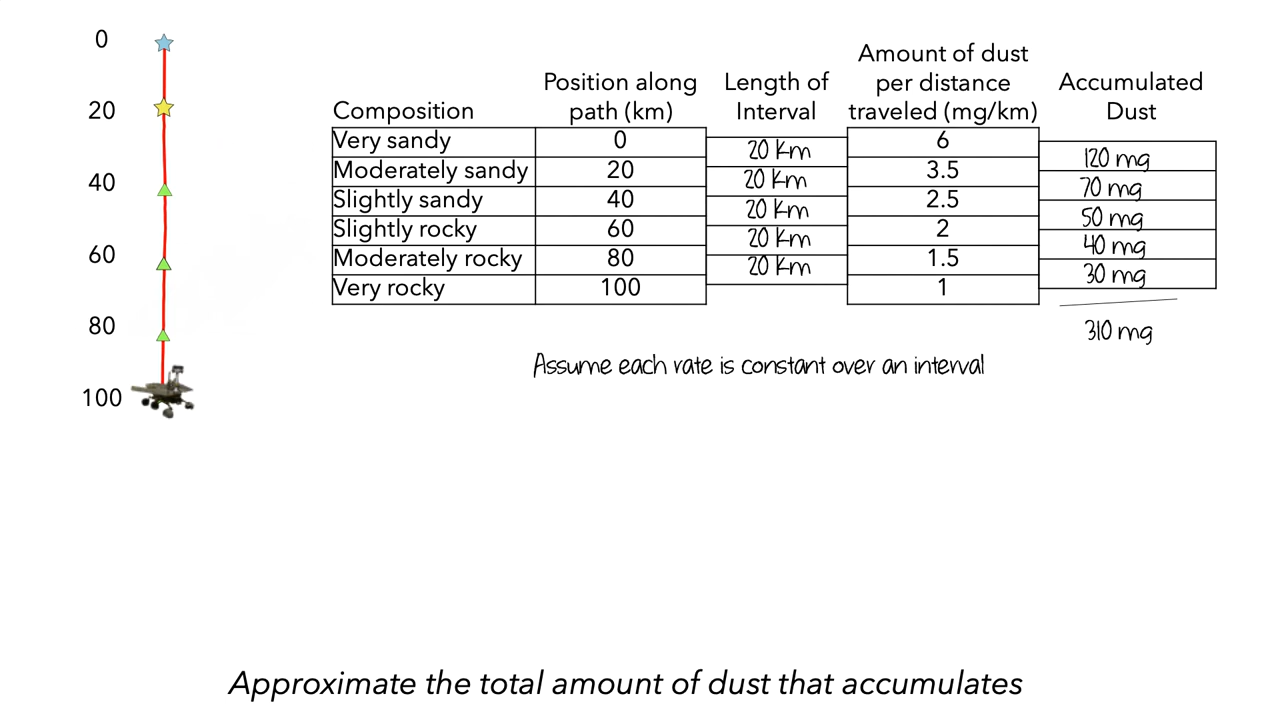 0
20
40
60
80
100
Composition
Position along
path (km)
Length of
Interval
Amount of dust
per distance
traveled (mg/km)
Accumulated
Dust
Very sandy 0 20 km 6 120 mg
Moderately sandy 20 20 km 3.5 70 mg
Slightly sandy 40 20 km 2.5 50 mg
Slightly rocky 60 20 km 2 40 mg
Moderately rocky 80 20 km 1.5 30 mg
Very rocky 100 1
310 mg
Assume each rate is constant over an interval
Approximate the total amount of dust that accumulates